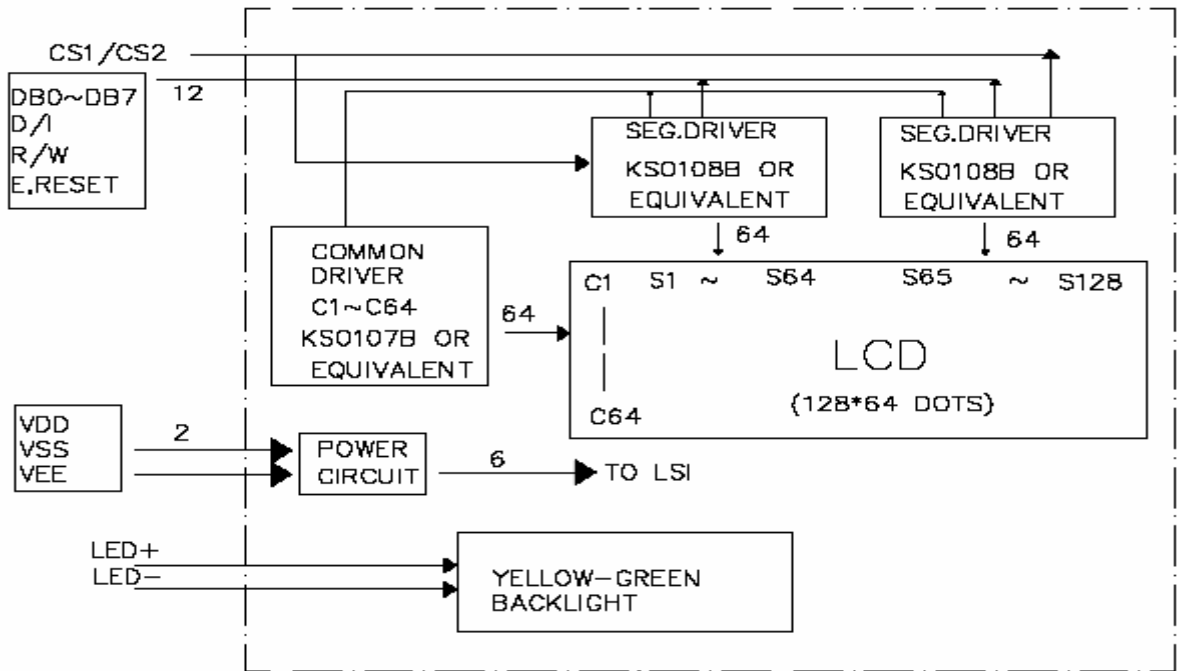 CS1/CS2
DB0~DB7
D/I
R/W
E.RESET
12
SEG.DRIVER
KS0108B OR
EQUIVALENT
SEG.DRIVER
KS0108B OR
EQUIVALENT
64
64
COMMON
DRIVER
C1~C64
KS0107B OR
EQUIVALENT
64
C1 S1 ~ S64 S65 ~ S128
LCD
(128*64 DOTS)
C64
VDD
VSS
VEE
2
POWER
CIRCUIT
6
TO LSI
LED+
LED-
YELLOW-GREEN
BACKLIGHT